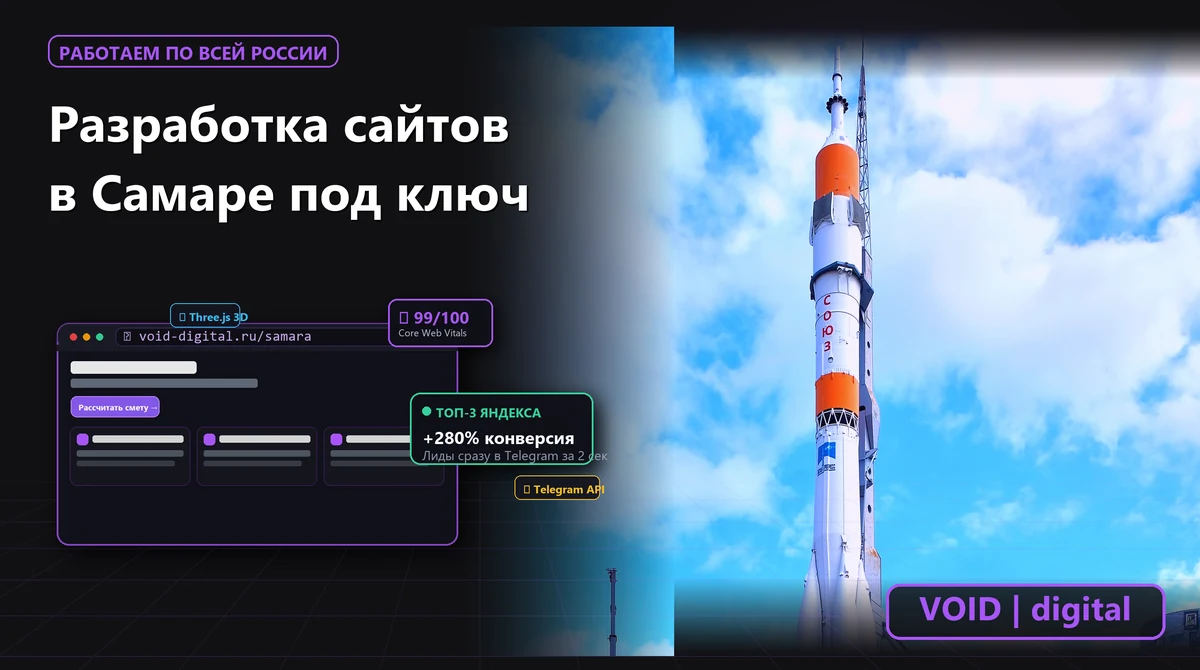 РАБОТАЕМ ПО ВСЕЙ РОССИИ
Разработка сайтов
в Самаре под ключ
Three.js 3D
99/100
Core Web Vitals
void-digital.ru/samara
Рассчитать смету →
ТОП-3 ЯНДЕКСА
+280% конверсия
Лиды сразу в Telegram за 2 сек
Telegram API
СОЮЗ
VOID | digital